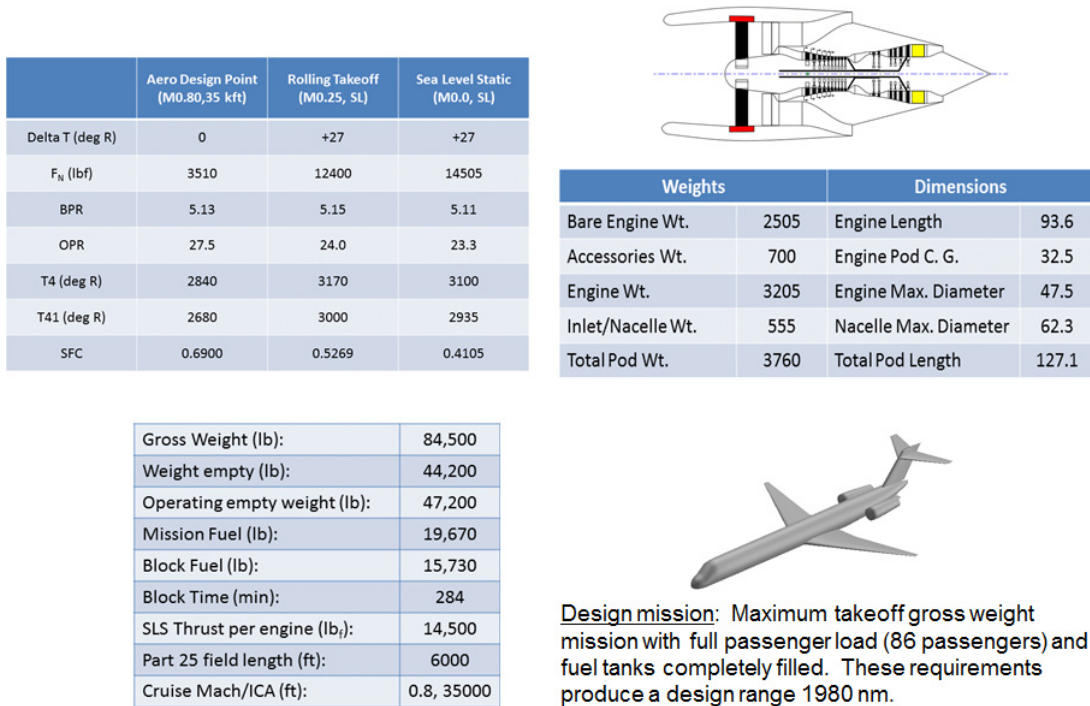 Aero Design Point Rolling Takeoff Sea Level Static
(M0.80,35 kft) (M0.25, SL) (M0.0, SL)
Delta T (deg R) 0 +27 +27
F_N (lbf) 3510 12400 14505
BPR 5.13 5.15 5.11
OPR 27.5 24.0 23.3
T4 (deg R) 2840 3170 3100
T41 (deg R) 2680 3000 2935
SFC 0.6900 0.5269 0.4105
Weights Dimensions
Bare Engine Wt. 2505 Engine Length 93.6
Accessories Wt. 700 Engine Pod C. G. 32.5
Engine Wt. 3205 Engine Max. Diameter 47.5
Inlet/Nacelle Wt. 555 Nacelle Max. Diameter 62.3
Total Pod Wt. 3760 Total Pod Length 127.1
Gross Weight (lb): 84,500
Weight empty (lb): 44,200
Operating empty weight (lb): 47,200
Mission Fuel (lb): 19,670
Block Fuel (lb): 15,730
Block Time (min): 284
SLS Thrust per engine (lb_f): 14,500
Part 25 field length (ft): 6000
Cruise Mach/ICA (ft): 0.8, 35000
Design mission: Maximum takeoff gross weight
mission with full passenger load (86 passengers) and
fuel tanks completely filled. These requirements
produce a design range 1980 nm.